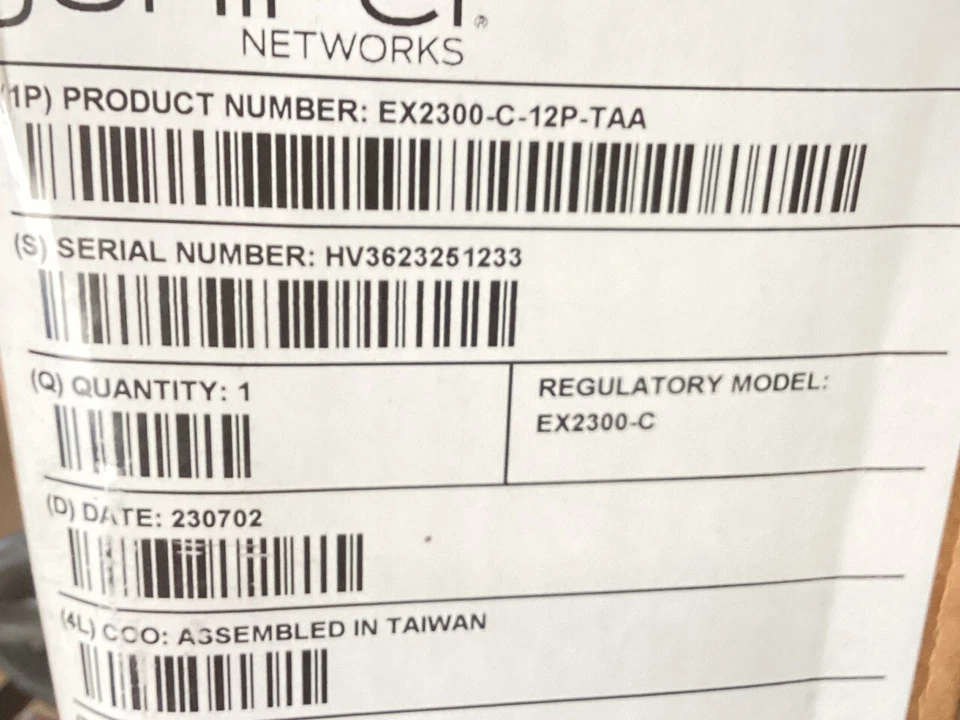 NETWORKS
(1P) PRODUCT NUMBER: EX2300-C-12P-TAA
(S) SERIAL NUMBER: HV3623251233
(Q) QUANTITY: 1
REGULATORY MODEL:
EX2300-C
(D) DATE: 230702
(4L) COO: ASSEMBLED IN TAIWAN